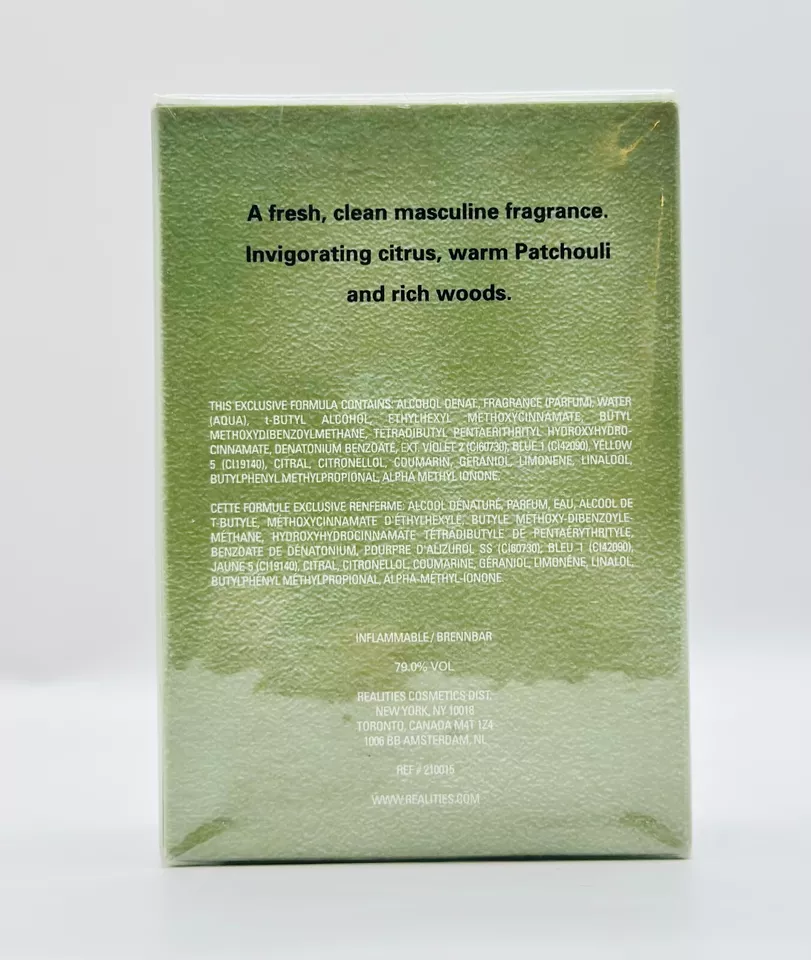 A fresh, clean masculine fragrance.
Invigorating citrus, warm Patchouli
and rich woods.
THIS EXCLUSIVE FORMULA CONTAINS: ALCOHOL DENAT, FRAGRANCE (PARFUM), WATER
(AQUA), t-BUTYL ALCOHOL, ETHYLHEXYL METHOXYCINNAMATE, BUTYL
METHOXYDIBENZOYLMETHANE, TETRADIBUTYL PENTAERITHRITYL HYDROXYHYDRO-
CINNAMATE, DENATONIUM BENZOATE, EXT. VIOLET 2 (CI60730), BLUE 1 (CI42090), YELLOW
5 (CI19140), CITRAL, CITRONELLOL, COUMARIN, GERANIOL, LIMONENE, LINALOOL,
BUTYLPHENYL METHYLPROPIONAL, ALPHA METHYL IONONE.
CETTE FORMULE EXCLUSIVE RENFERME: ALCOOL DÉNATURÉ, PARFUM, EAU, ALCOOL DE
T-BUTYLE, MÉTHOXYCINNAMATE D'ÉTHYLHEXYLE, BUTYLE MÉTHOXY-DIBENZOYLE-
MÉTHANE, HYDROXYHYDROCINNAMATE TÉTRADIBUTYLE DE PENTAÉRYTHRITYLE,
BENZOATE DE DÉNATONIUM, POURPRE D'ALIZUROL SS (CI60730), BLEU 1 (CI42090),
JAUNE 5 (CI19140), CITRAL, CITRONELLOL, COUMARINE, GÉRANIOL, LIMONÈNE, LINALOL,
BUTYLPHÉNYL MÉTHYLPROPIONAL, ALPHA-MÉTHYL-IONONE.
INFLAMMABLE / BRENNBAR
79.0% VOL
REALITIES COSMETICS DIST.
NEW YORK, NY 10018
TORONTO, CANADA M4T 1Z4
1006 BB AMSTERDAM, NL
REF # 210015
WWW.REALITIES.COM